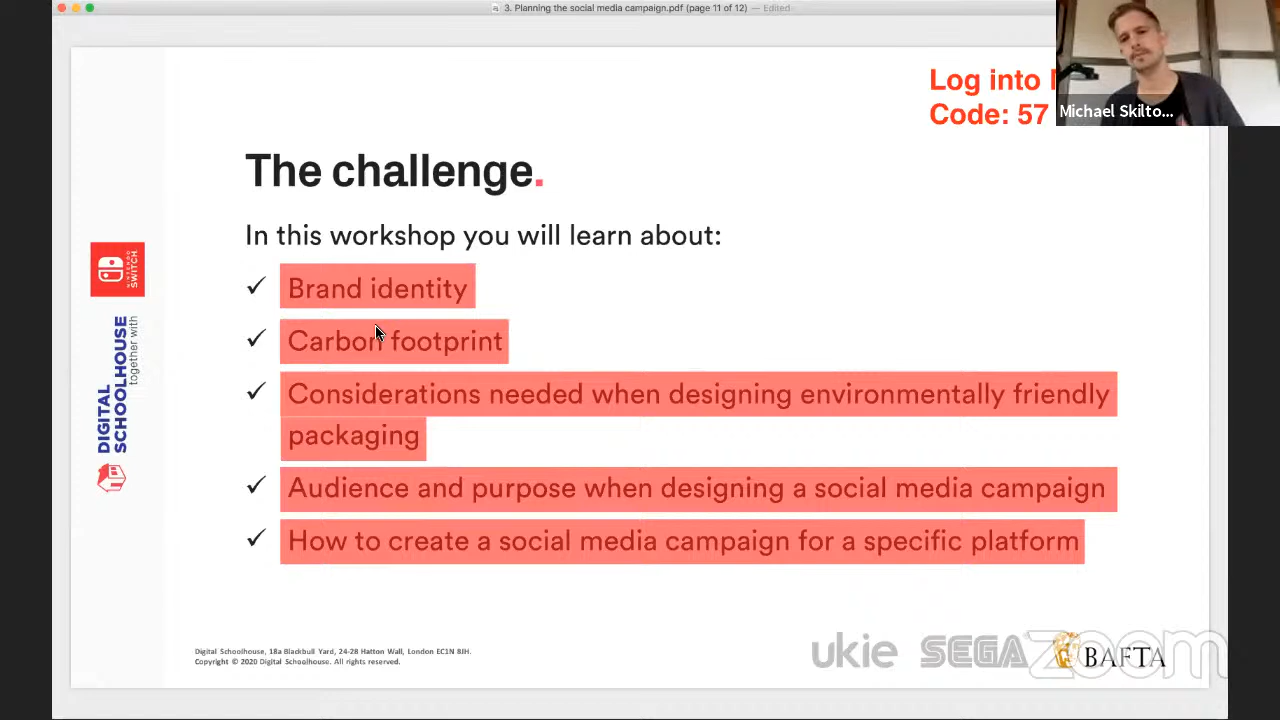 3. Planning the social media campaign.pdf (page 11 of 12) — Edited
Log into
Code: 57
Michael Skilto...
The challenge.
In this workshop you will learn about:
✓ Brand identity
✓ Carbon footprint
✓ Considerations needed when designing environmentally friendly
packaging
✓ Audience and purpose when designing a social media campaign
✓ How to create a social media campaign for a specific platform
NINTENDO
SWITCH
DIGITAL
SCHOOLHOUSE
together with
Digital Schoolhouse, 18a Blackbull Yard, 24-28 Hatton Wall, London EC1N 8JH.
Copyright © 2020 Digital Schoolhouse. All rights reserved.
ukie SEGA zoom BAFTA